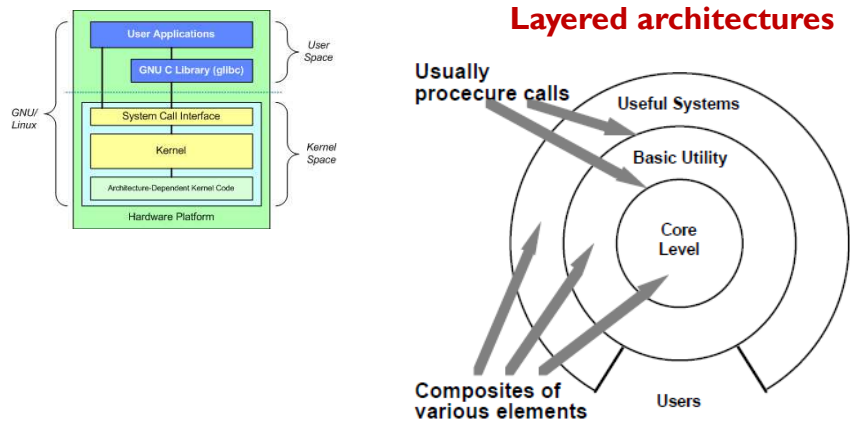 Layered architectures
User Applications
GNU C Library (glibc)
User
Space
GNU/
Linux
System Call Interface
Kernel
Architecture-Dependent Kernel Code
Kernel
Space
Hardware Platform
Usually
procecure calls
Useful Systems
Basic Utility
Core
Level
Composites of
various elements
Users